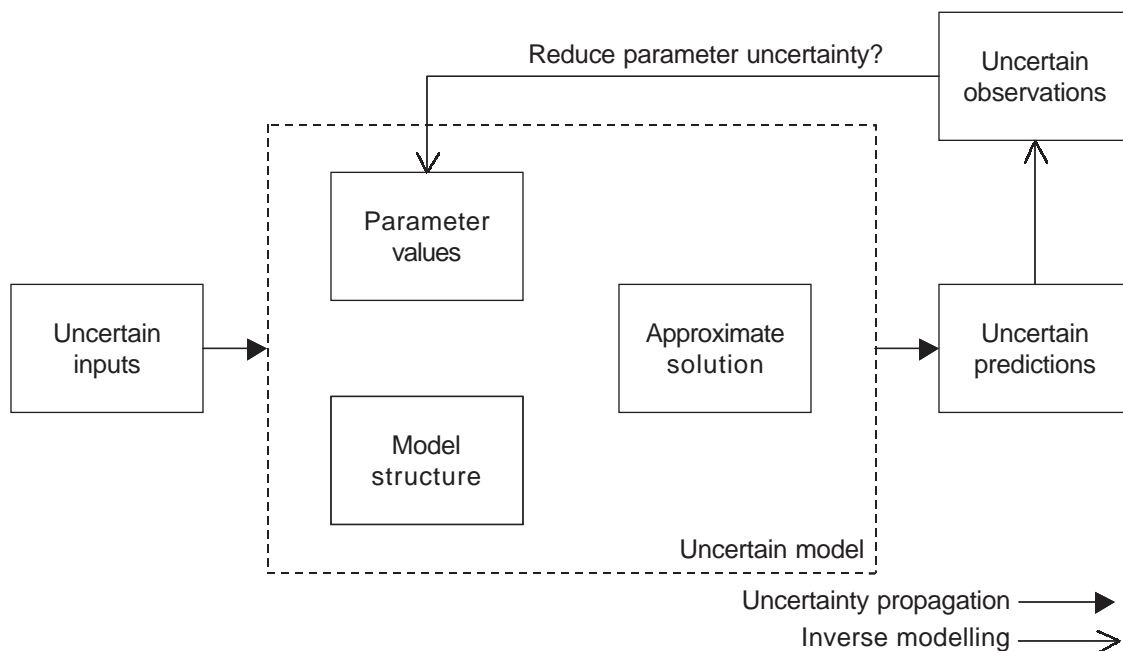 Reduce parameter uncertainty?
Uncertain
observations
Parameter
values
Uncertain
inputs
Approximate
solution
Uncertain
predictions
Model
structure
Uncertain model
Uncertainty propagation
Inverse modelling